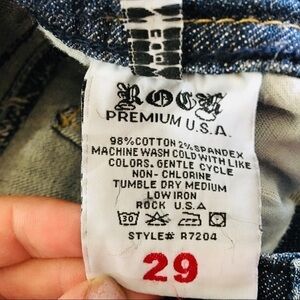 ROCK
PREMIUM U.S.A.
98% COTTON 2% SPANDEX
MACHINE WASH COLD WITH LIKE
COLORS. GENTLE CYCLE
NON- CHLORINE
TUMBLE DRY MEDIUM
LOW IRON
ROCK U.S.A
30
STYLE# R7204
29